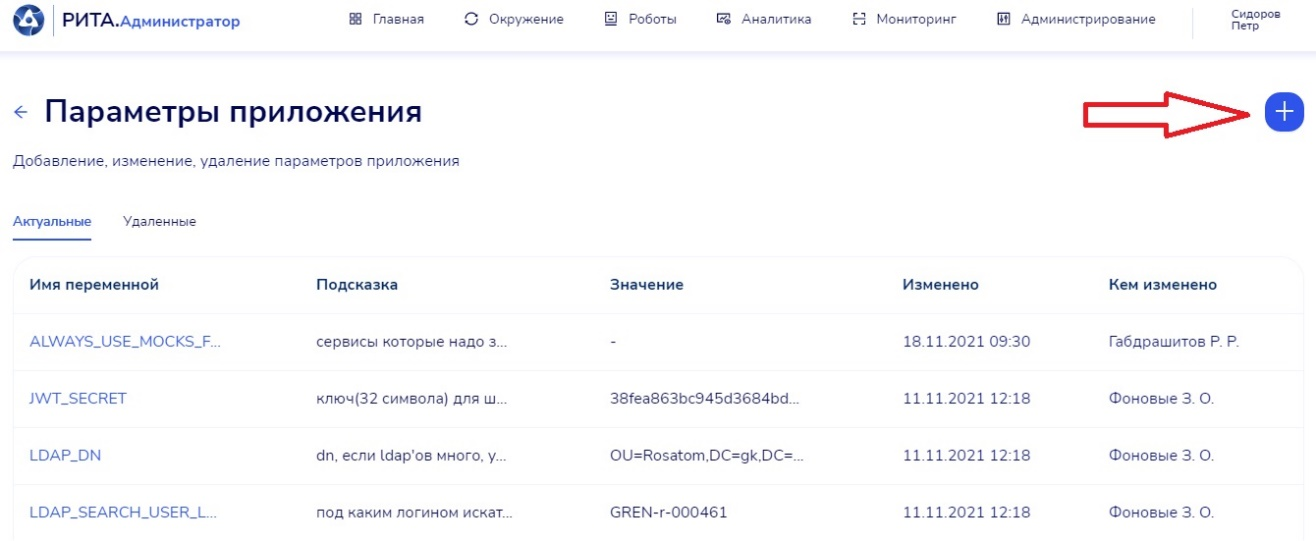 РИТА.Администратор
Главная
Окружение
Роботы
Аналитика
Мониторинг
Администрирование
Сидоров
Петр
← Параметры приложения
Добавление, изменение, удаление параметров приложения
Актуальные Удаленные
Имя переменной Подсказка Значение Изменено Кем изменено
ALWAYS_USE_MOCKS_F... сервисы которые надо з... - 18.11.2021 09:30 Габдрашитов Р. Р.
JWT_SECRET ключ(32 символа) для ш... 38fea863bc945d3684bd... 11.11.2021 12:18 Фоновые З. О.
LDAP_DN dn, если ldap'ов много, у... OU=Rosatom,DC=gk,DC=... 11.11.2021 12:18 Фоновые З. О.
LDAP_SEARCH_USER_L... под каким логином искат... GREN-r-000461 11.11.2021 12:18 Фоновые З. О.